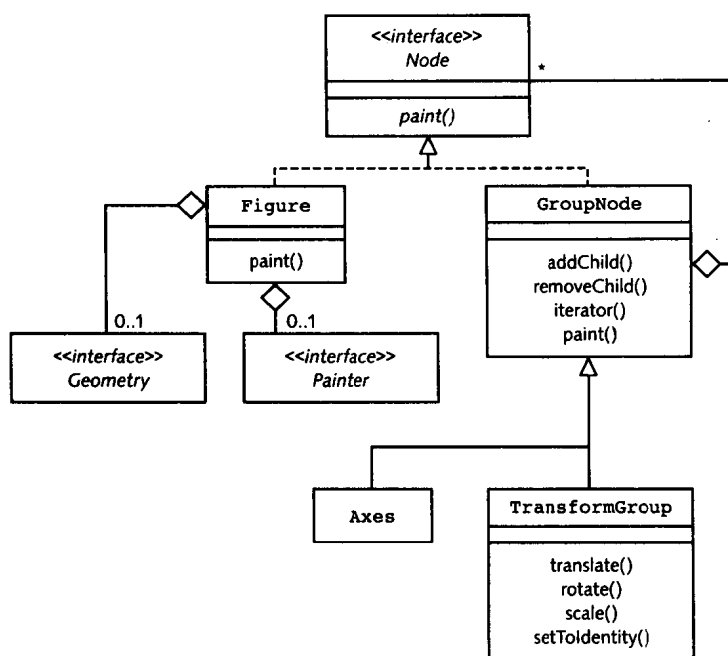 <<interface>>
Node
*
paint()
Figure
paint()
GroupNode
addChild()
removeChild()
iterator()
paint()
0..1
0..1
<<interface>>
Geometry
<<interface>>
Painter
Axes
TransformGroup
translate()
rotate()
scale()
setToIdentity()